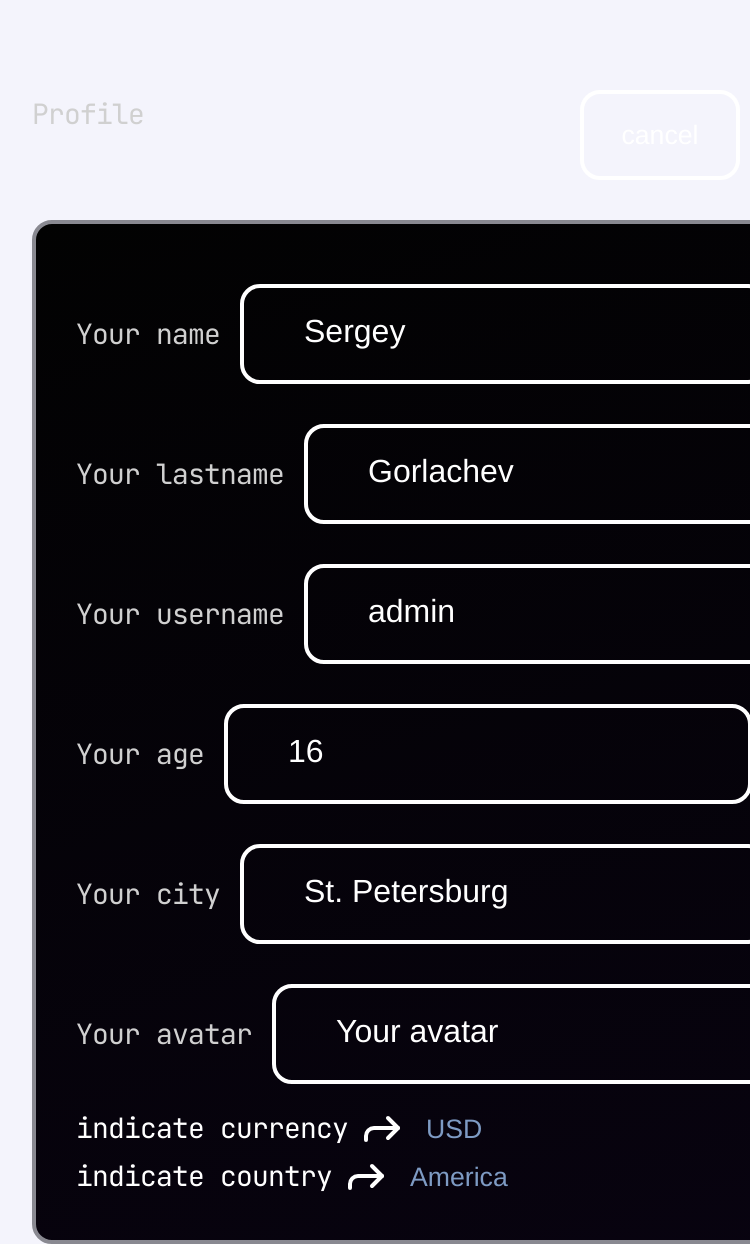 Profile
cancel
Your name Sergey
Your lastname Gorlachev
Your username admin
Your age 16
Your city St. Petersburg
Your avatar Your avatar
indicate currency USD
indicate country America